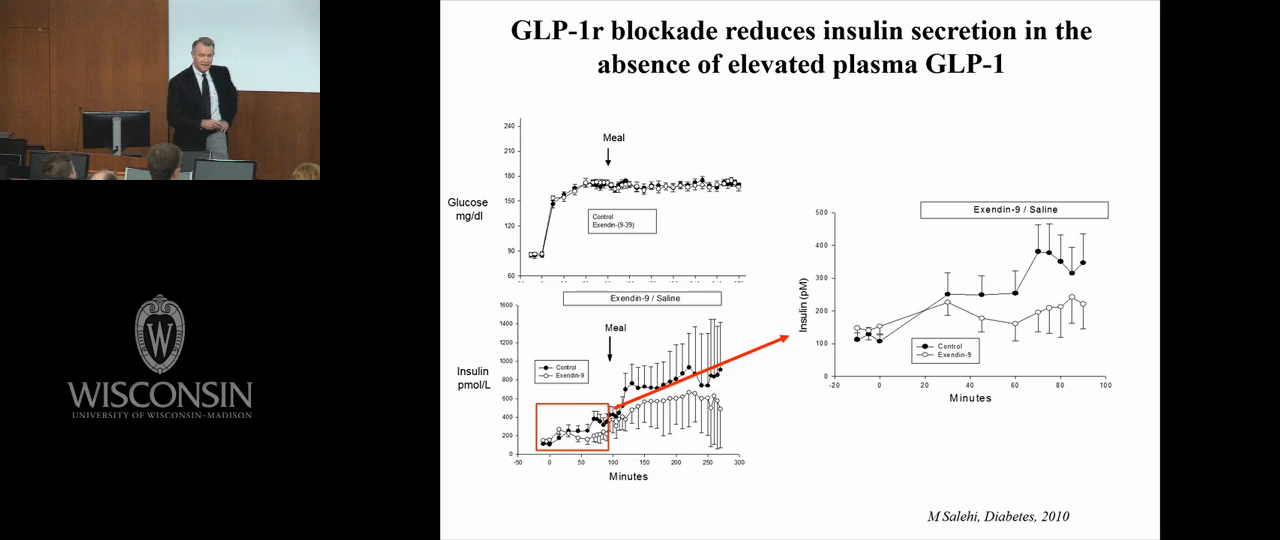 GLP-1r blockade reduces insulin secretion in the
absence of elevated plasma GLP-1
Meal
240
210
180
150
120
90
60
Glucose
mg/dl
Control
Exendin-(9-39)
Exendin-9 / Saline
1600
1400
1200
1000
800
600
400
200
0
Meal
Insulin
pmol/L
Control
Exendin-9
-50
0
50
100
150
200
250
300
Minutes
Exendin-9 / Saline
500
400
300
200
100
0
Insulin (pM)
Control
Exendin-9
-20
0
20
40
60
80
100
Minutes
M Salehi, Diabetes, 2010
W
WISCONSIN
UNIVERSITY OF WISCONSIN–MADISON